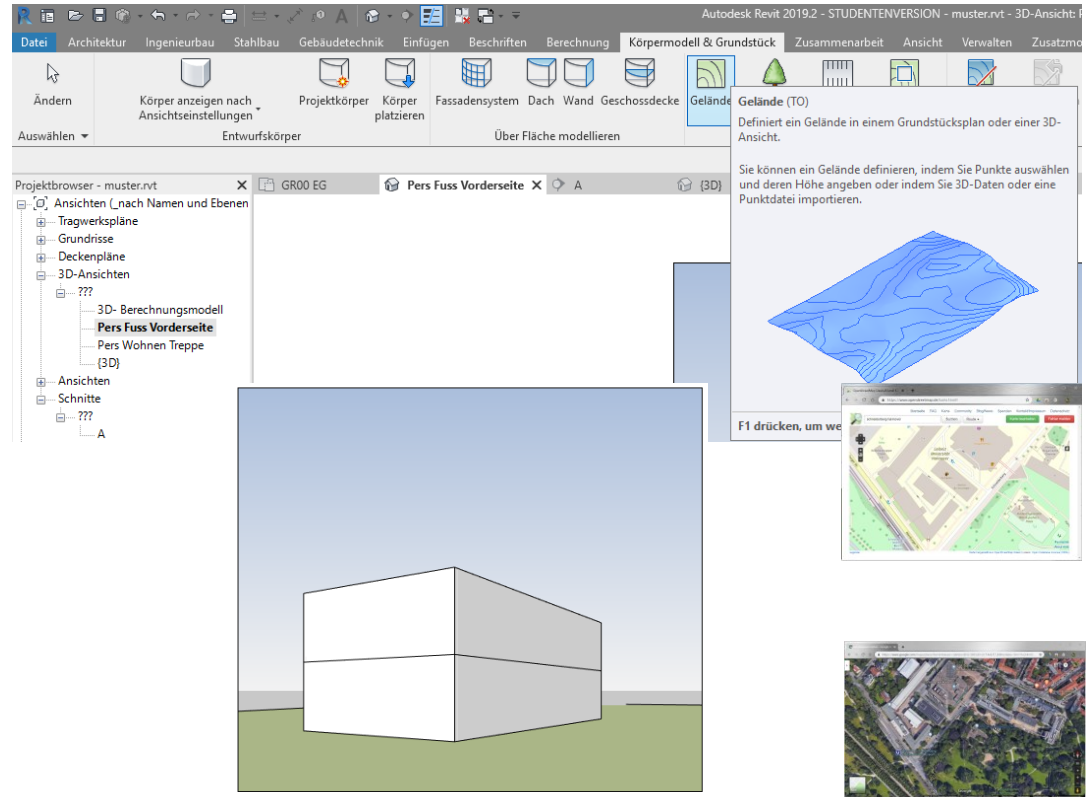 Autodesk Revit 2019.2 - STUDENTENVERSION - muster.rvt - 3D-Ansicht: P
Datei Architektur Ingenieurbau Stahlbau Gebäudetechnik Einfügen Beschriften Berechnung Körpermodell & Grundstück Zusammenarbeit Ansicht Verwalten Zusatzmo
Ändern
Körper anzeigen nach
Ansichtseinstellungen
Projektkörper
Körper
platzieren
Fassadensystem Dach Wand Geschossdecke
Gelände
Auswählen
Entwurfskörper
Über Fläche modellieren
Gelände (TO)
Definiert ein Gelände in einem Grundstücksplan oder einer 3D-
Ansicht.
Sie können ein Gelände definieren, indem Sie Punkte auswählen
und deren Höhe angeben oder indem Sie 3D-Daten oder eine
Punktdatei importieren.
F1 drücken, um we
Projektbrowser - muster.rvt
GR00 EG
Pers Fuss Vorderseite
A
{3D}
Ansichten (_nach Namen und Ebenen
Tragwerkspläne
Grundrisse
Deckenpläne
3D-Ansichten
???
3D- Berechnungsmodell
Pers Fuss Vorderseite
Pers Wohnen Treppe
{3D}
Ansichten
Schnitte
???
A